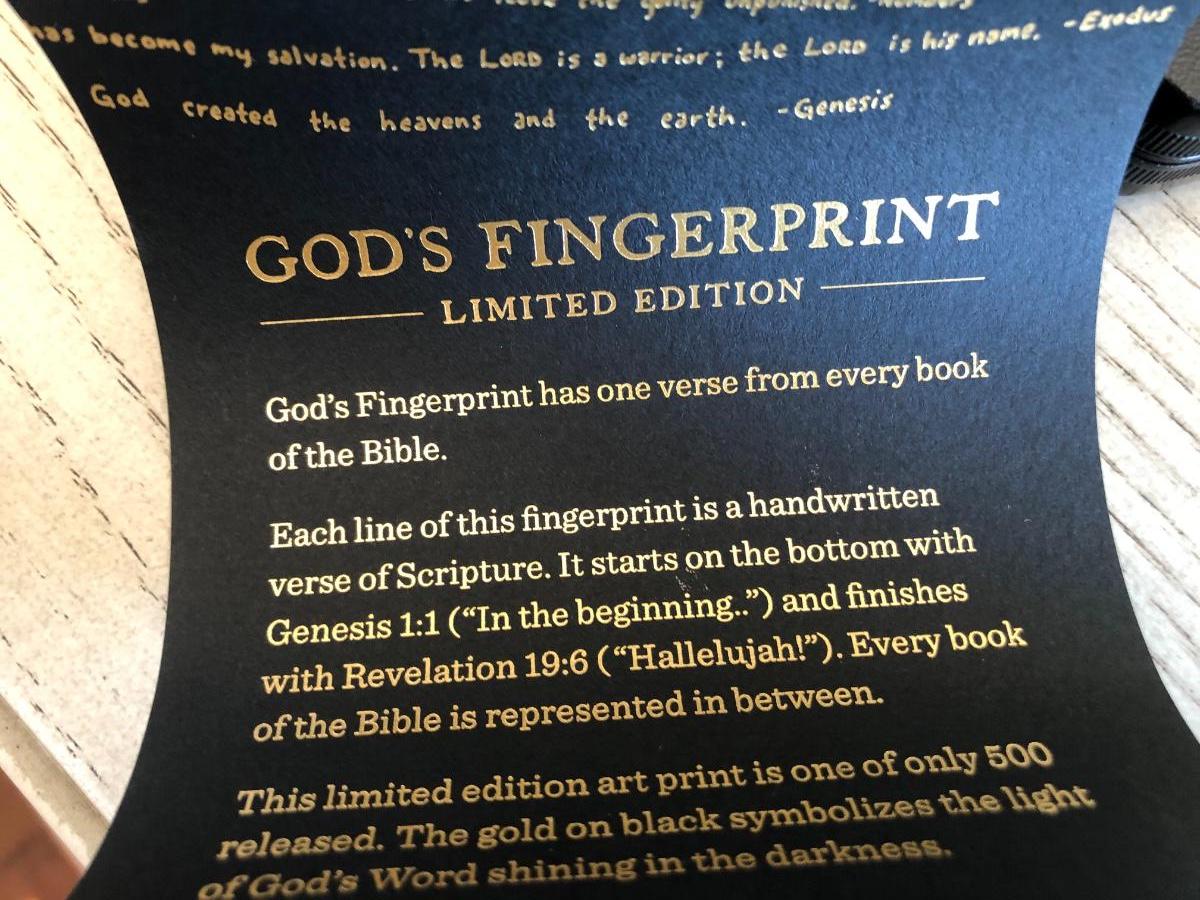 the guilty unpunished. -Numbers
has become my salvation. The LORD is a warrior; the LORD is his name. -Exodus
God created the heavens and the earth. -Genesis
GOD'S FINGERPRINT
LIMITED EDITION
God's Fingerprint has one verse from every book
of the Bible.
Each line of this fingerprint is a handwritten
verse of Scripture. It starts on the bottom with
Genesis 1:1 (“In the beginning..”) and finishes
with Revelation 19:6 (“Hallelujah!”). Every book
of the Bible is represented in between.
This limited edition art print is one of only 500
released. The gold on black symbolizes the light
of God's Word shining in the darkness.